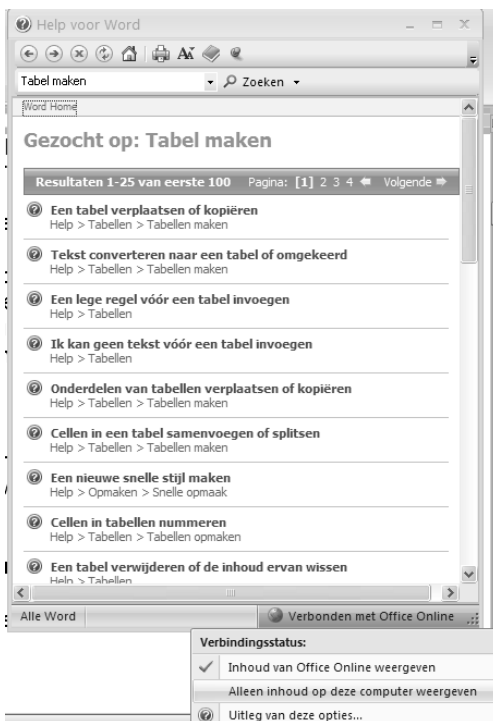 Help voor Word
Tabel maken Zoeken
Word Home
Gezocht op: Tabel maken
Resultaten 1-25 van eerste 100 Pagina: [1] 2 3 4 Volgende
Een tabel verplaatsen of kopiëren
Help > Tabellen > Tabellen maken
Tekst converteren naar een tabel of omgekeerd
Help > Tabellen > Tabellen maken
Een lege regel vóór een tabel invoegen
Help > Tabellen
Ik kan geen tekst vóór een tabel invoegen
Help > Tabellen
Onderdelen van tabellen verplaatsen of kopiëren
Help > Tabellen > Tabellen maken
Cellen in een tabel samenvoegen of splitsen
Help > Tabellen > Tabellen maken
Een nieuwe snelle stijl maken
Help > Opmaken > Snelle opmaak
Cellen in tabellen nummeren
Help > Tabellen > Tabellen opmaken
Een tabel verwijderen of de inhoud ervan wissen
Help > Tabellen
Alle Word Verbonden met Office Online
Verbindingsstatus:
Inhoud van Office Online weergeven
Alleen inhoud op deze computer weergeven
Uitleg van deze opties...